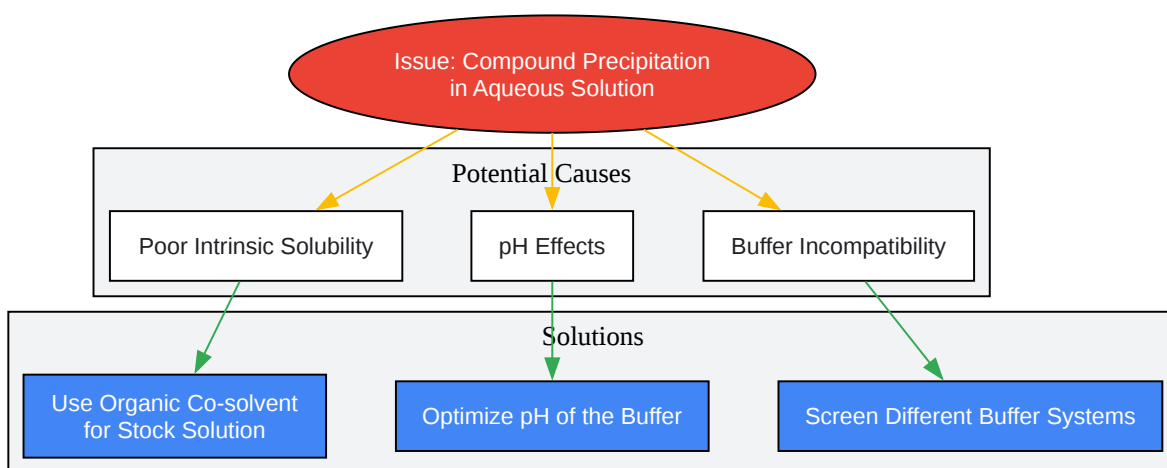 Issue: Compound Precipitation
in Aqueous Solution
Potential Causes
Poor Intrinsic Solubility
pH Effects
Buffer Incompatibility
Solutions
Use Organic Co-solvent
for Stock Solution
Optimize pH of the Buffer
Screen Different Buffer Systems